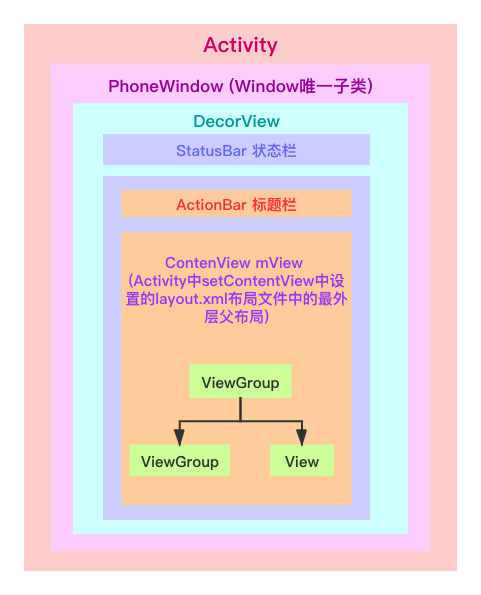 Activity
PhoneWindow (Window唯一子类)
DecorView
StatusBar 状态栏
ActionBar 标题栏
ContenView mView
(Activity中setContentView中设
置的layout.xml布局文件中的最外
层父布局)
ViewGroup
ViewGroup
View